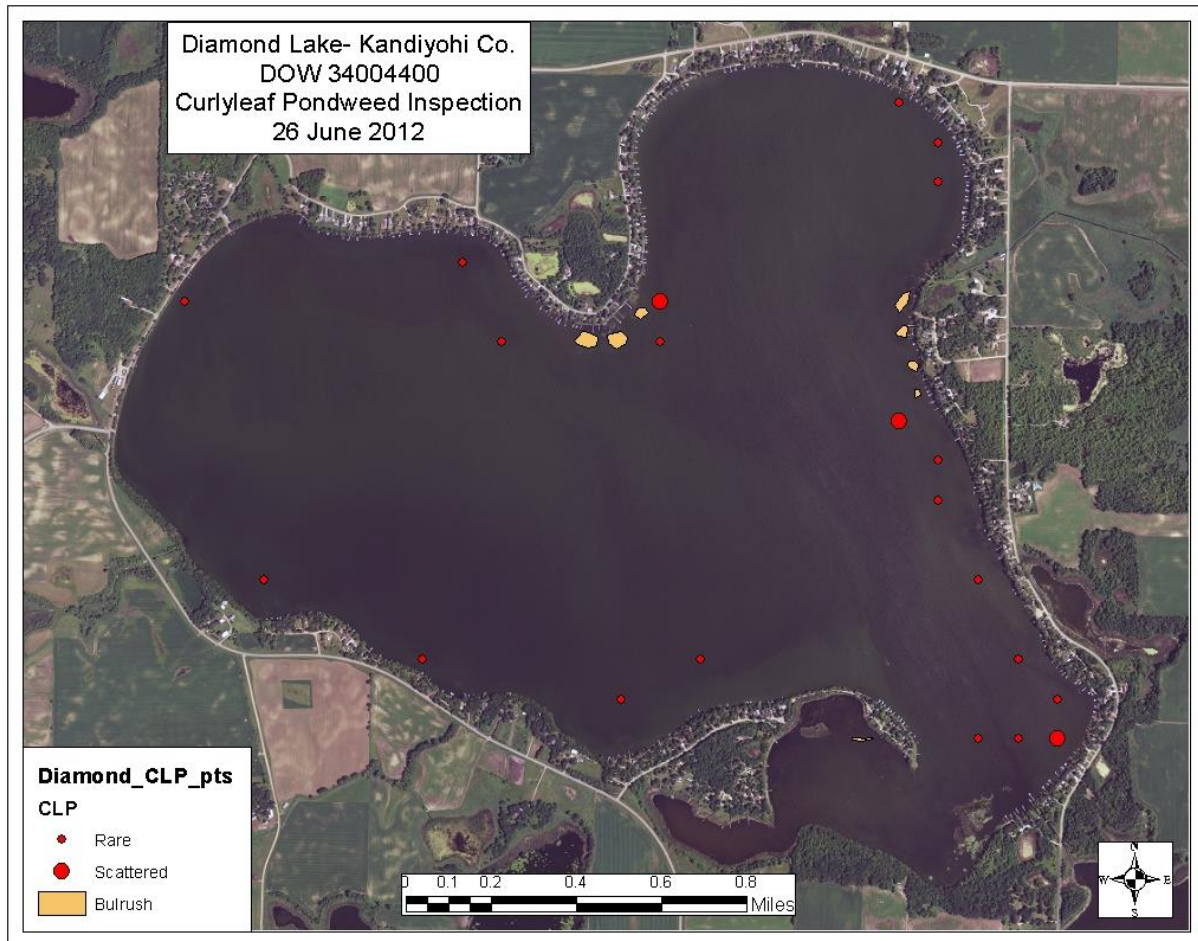 Diamond Lake- Kandiyohi Co.
DOW 34004400
Curlyleaf Pondweed Inspection
26 June 2012
Diamond_CLP_pts
CLP
Rare
Scattered
Bulrush
0 0.1 0.2 0.4 0.6 0.8
Miles
N
W E
S